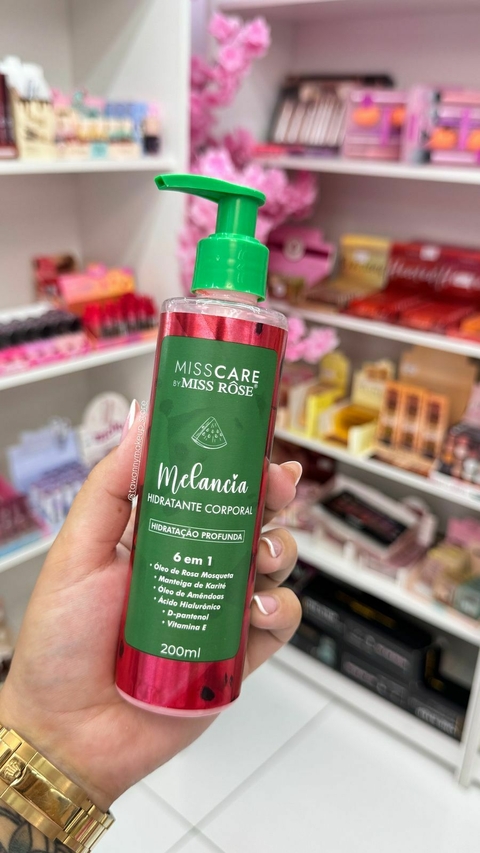 MISSCARE
BY MISS RÔSE®
Melancia
HIDRATANTE CORPORAL
HIDRATAÇÃO PROFUNDA
6 em 1
• Óleo de Rosa Mosqueta
• Manteiga de Karité
• Óleo de Amêndoas
• Ácido Hialurônico
• D-pantenol
• Vitamina E
200ml